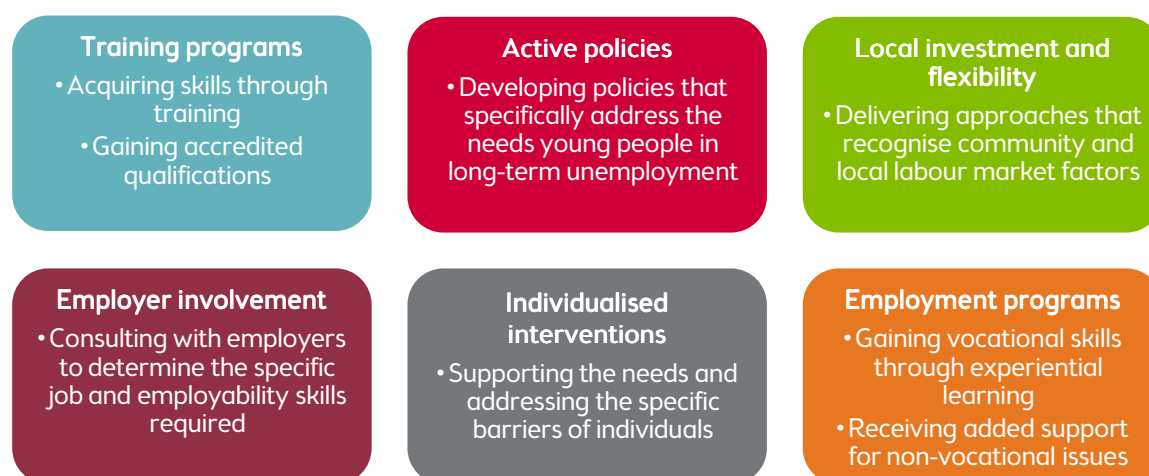 Training programs
• Acquiring skills through
training
• Gaining accredited
qualifications
Active policies
• Developing policies that
specifically address the
needs young people in
long-term unemployment
Local investment and
flexibility
• Delivering approaches that
recognise community and
local labour market factors
Employer involvement
• Consulting with employers
to determine the specific
job and employability skills
required
Individualised
interventions
• Supporting the needs and
addressing the specific
barriers of individuals
Employment programs
• Gaining vocational skills
through experiential
learning
• Receiving added support
for non-vocational issues